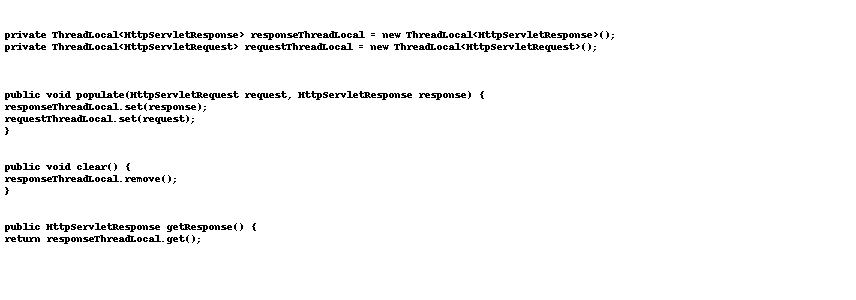 private ThreadLocal<HttpServletResponse> responseThreadLocal = new ThreadLocal<HttpServletResponse>();
private ThreadLocal<HttpServletRequest> requestThreadLocal = new ThreadLocal<HttpServletRequest>();
public void populate(HttpServletRequest request, HttpServletResponse response) {
responseThreadLocal.set(response);
requestThreadLocal.set(request);
}
public void clear() {
responseThreadLocal.remove();
}
public HttpServletResponse getResponse() {
return responseThreadLocal.get();